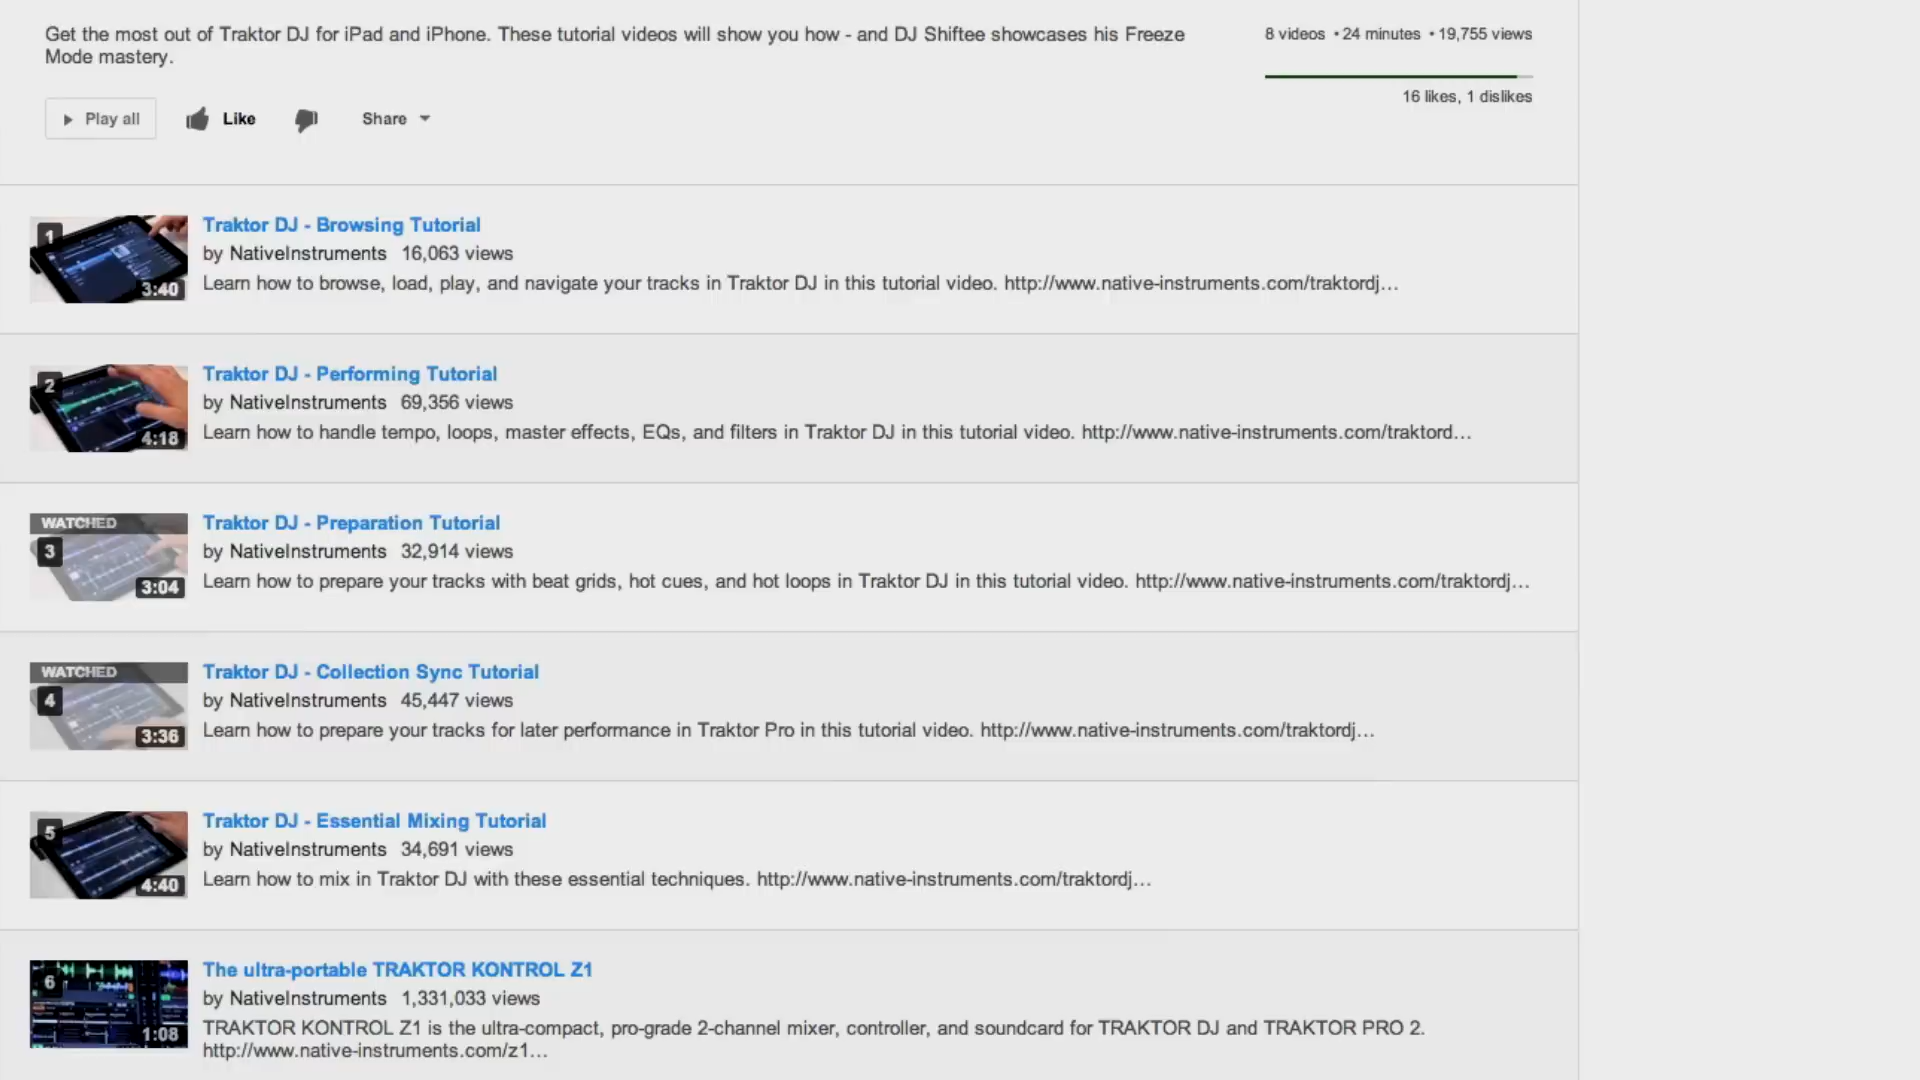 Get the most out of Traktor DJ for iPad and iPhone. These tutorial videos will show you how - and DJ Shiftee showcases his Freeze
Mode mastery.
8 videos • 24 minutes • 19,755 views
16 likes, 1 dislikes
Play all
Like
Share
1
3:40
Traktor DJ - Browsing Tutorial
by NativeInstruments 16,063 views
Learn how to browse, load, play, and navigate your tracks in Traktor DJ in this tutorial video. http://www.native-instruments.com/traktordj...
2
4:18
Traktor DJ - Performing Tutorial
by NativeInstruments 69,356 views
Learn how to handle tempo, loops, master effects, EQs, and filters in Traktor DJ in this tutorial video. http://www.native-instruments.com/traktord...
WATCHED
3
3:04
Traktor DJ - Preparation Tutorial
by NativeInstruments 32,914 views
Learn how to prepare your tracks with beat grids, hot cues, and hot loops in Traktor DJ in this tutorial video. http://www.native-instruments.com/traktordj...
WATCHED
4
3:36
Traktor DJ - Collection Sync Tutorial
by NativeInstruments 45,447 views
Learn how to prepare your tracks for later performance in Traktor Pro in this tutorial video. http://www.native-instruments.com/traktordj...
5
4:40
Traktor DJ - Essential Mixing Tutorial
by NativeInstruments 34,691 views
Learn how to mix in Traktor DJ with these essential techniques. http://www.native-instruments.com/traktordj...
6
1:08
The ultra-portable TRAKTOR KONTROL Z1
by NativeInstruments 1,331,033 views
TRAKTOR KONTROL Z1 is the ultra-compact, pro-grade 2-channel mixer, controller, and soundcard for TRAKTOR DJ and TRAKTOR PRO 2.
http://www.native-instruments.com/z1...